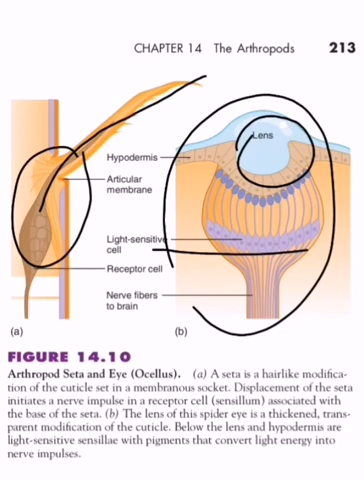 CHAPTER 14 The Arthropods 213
Lens
Hypodermis
Articular
membrane
Light-sensitive
cell
Receptor cell
Nerve fibers
to brain
(a)
(b)
FIGURE 14.10
Arthropod Seta and Eye (Ocellus). (a) A seta is a hairlike modifica-
tion of the cuticle set in a membranous socket. Displacement of the seta
initiates a nerve impulse in a receptor cell (sensillum) associated with
the base of the seta. (b) The lens of this spider eye is a thickened, trans-
parent modification of the cuticle. Below the lens and hypodermis are
light-sensitive sensillae with pigments that convert light energy into
nerve impulses.